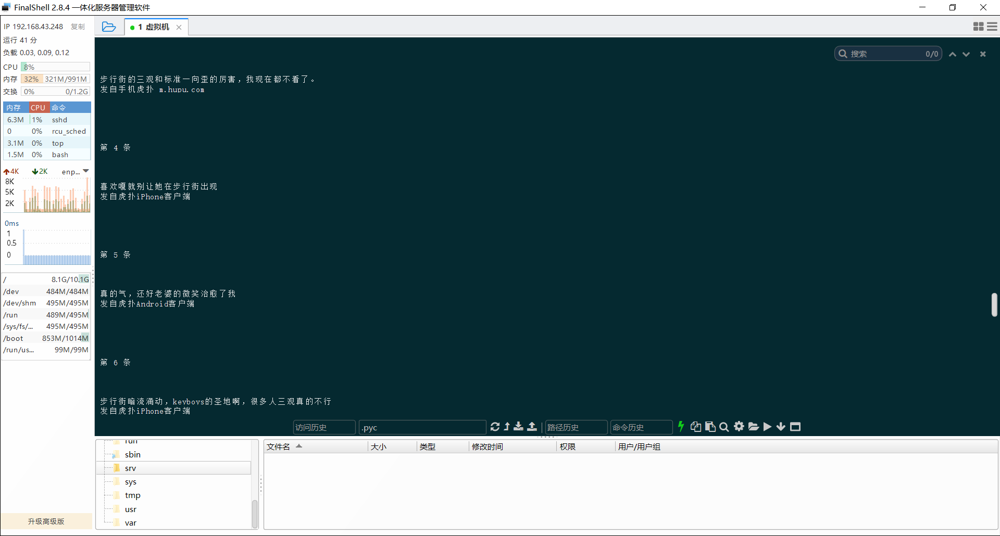 FinalShell 2.8.4 一体化服务器管理软件
IP 192.168.43.248 复制
运行 41 分
负载 0.03, 0.09, 0.12
CPU 8%
内存 32% 321M/991M
交换 0% 0/1.2G
内存 CPU 命令
6.3M 1% sshd
0 0% rcu_sched
3.1M 0% top
1.5M 0% bash
4K 2K enp...
8K
5K
2K
0ms
1
0.5
0
/ 8.1G/10.1G
/dev 484M/484M
/dev/shm 495M/495M
/run 489M/495M
/sys/fs/... 495M/495M
/boot 853M/1014M
/run/us... 99M/99M
升级高级版
1 虚拟机
搜索 0/0
步行街的三观和标准一向歪的厉害，我现在都不看了。
发自手机虎扑 m.hupu.com
第 4 条
喜欢嘎就别让她在步行街出现
发自虎扑iPhone客户端
第 5 条
真的气，还好老婆的微笑治愈了我
发自虎扑Android客户端
第 6 条
步行街暗流涌动，keyboys的圣地啊，很多人三观真的不行
发自虎扑iPhone客户端
访问历史 .pyc 路径历史 命令历史
run
sbin
srv
sys
tmp
usr
var
文件名 大小 类型 修改时间 权限 用户/用户组